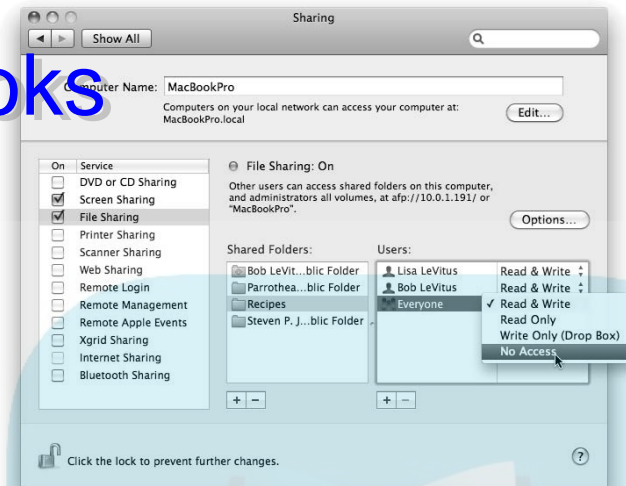 Sharing
Show All
oks
Computer Name: MacBookPro
Computers on your local network can access your computer at:
MacBookPro.local
Edit...
On Service
DVD or CD Sharing
Screen Sharing
File Sharing
Printer Sharing
Scanner Sharing
Web Sharing
Remote Login
Remote Management
Remote Apple Events
Xgrid Sharing
Internet Sharing
Bluetooth Sharing
File Sharing: On
Other users can access shared folders on this computer,
and administrators all volumes, at afp://10.0.1.191/ or
"MacBookPro".
Options...
Shared Folders:
Bob LeVit...blic Folder
Parrothea...blic Folder
Recipes
Steven P. J...blic Folder
Users:
Lisa LeVitus Read & Write
Bob LeVitus Read & Write
Everyone
✓ Read & Write
Read Only
Write Only (Drop Box)
No Access
+ − + −
Click the lock to prevent further changes.
?